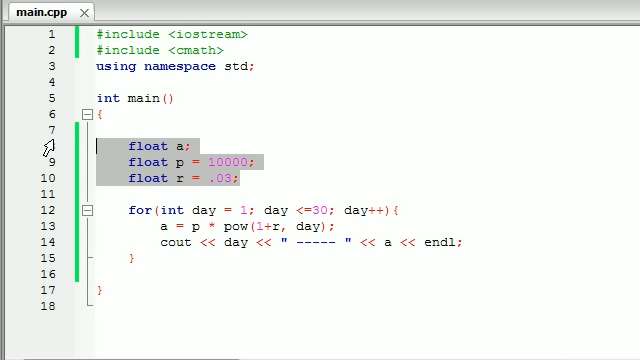 main.cpp
1 #include <iostream>
2 #include <cmath>
3 using namespace std;
4
5 int main()
6 {
7
float a;
9 float p = 10000;
10 float r = .03;
11
12 for(int day = 1; day <=30; day++){
13 a = p * pow(1+r, day);
14 cout << day << " ----- " << a << endl;
15 }
16
17 }
18